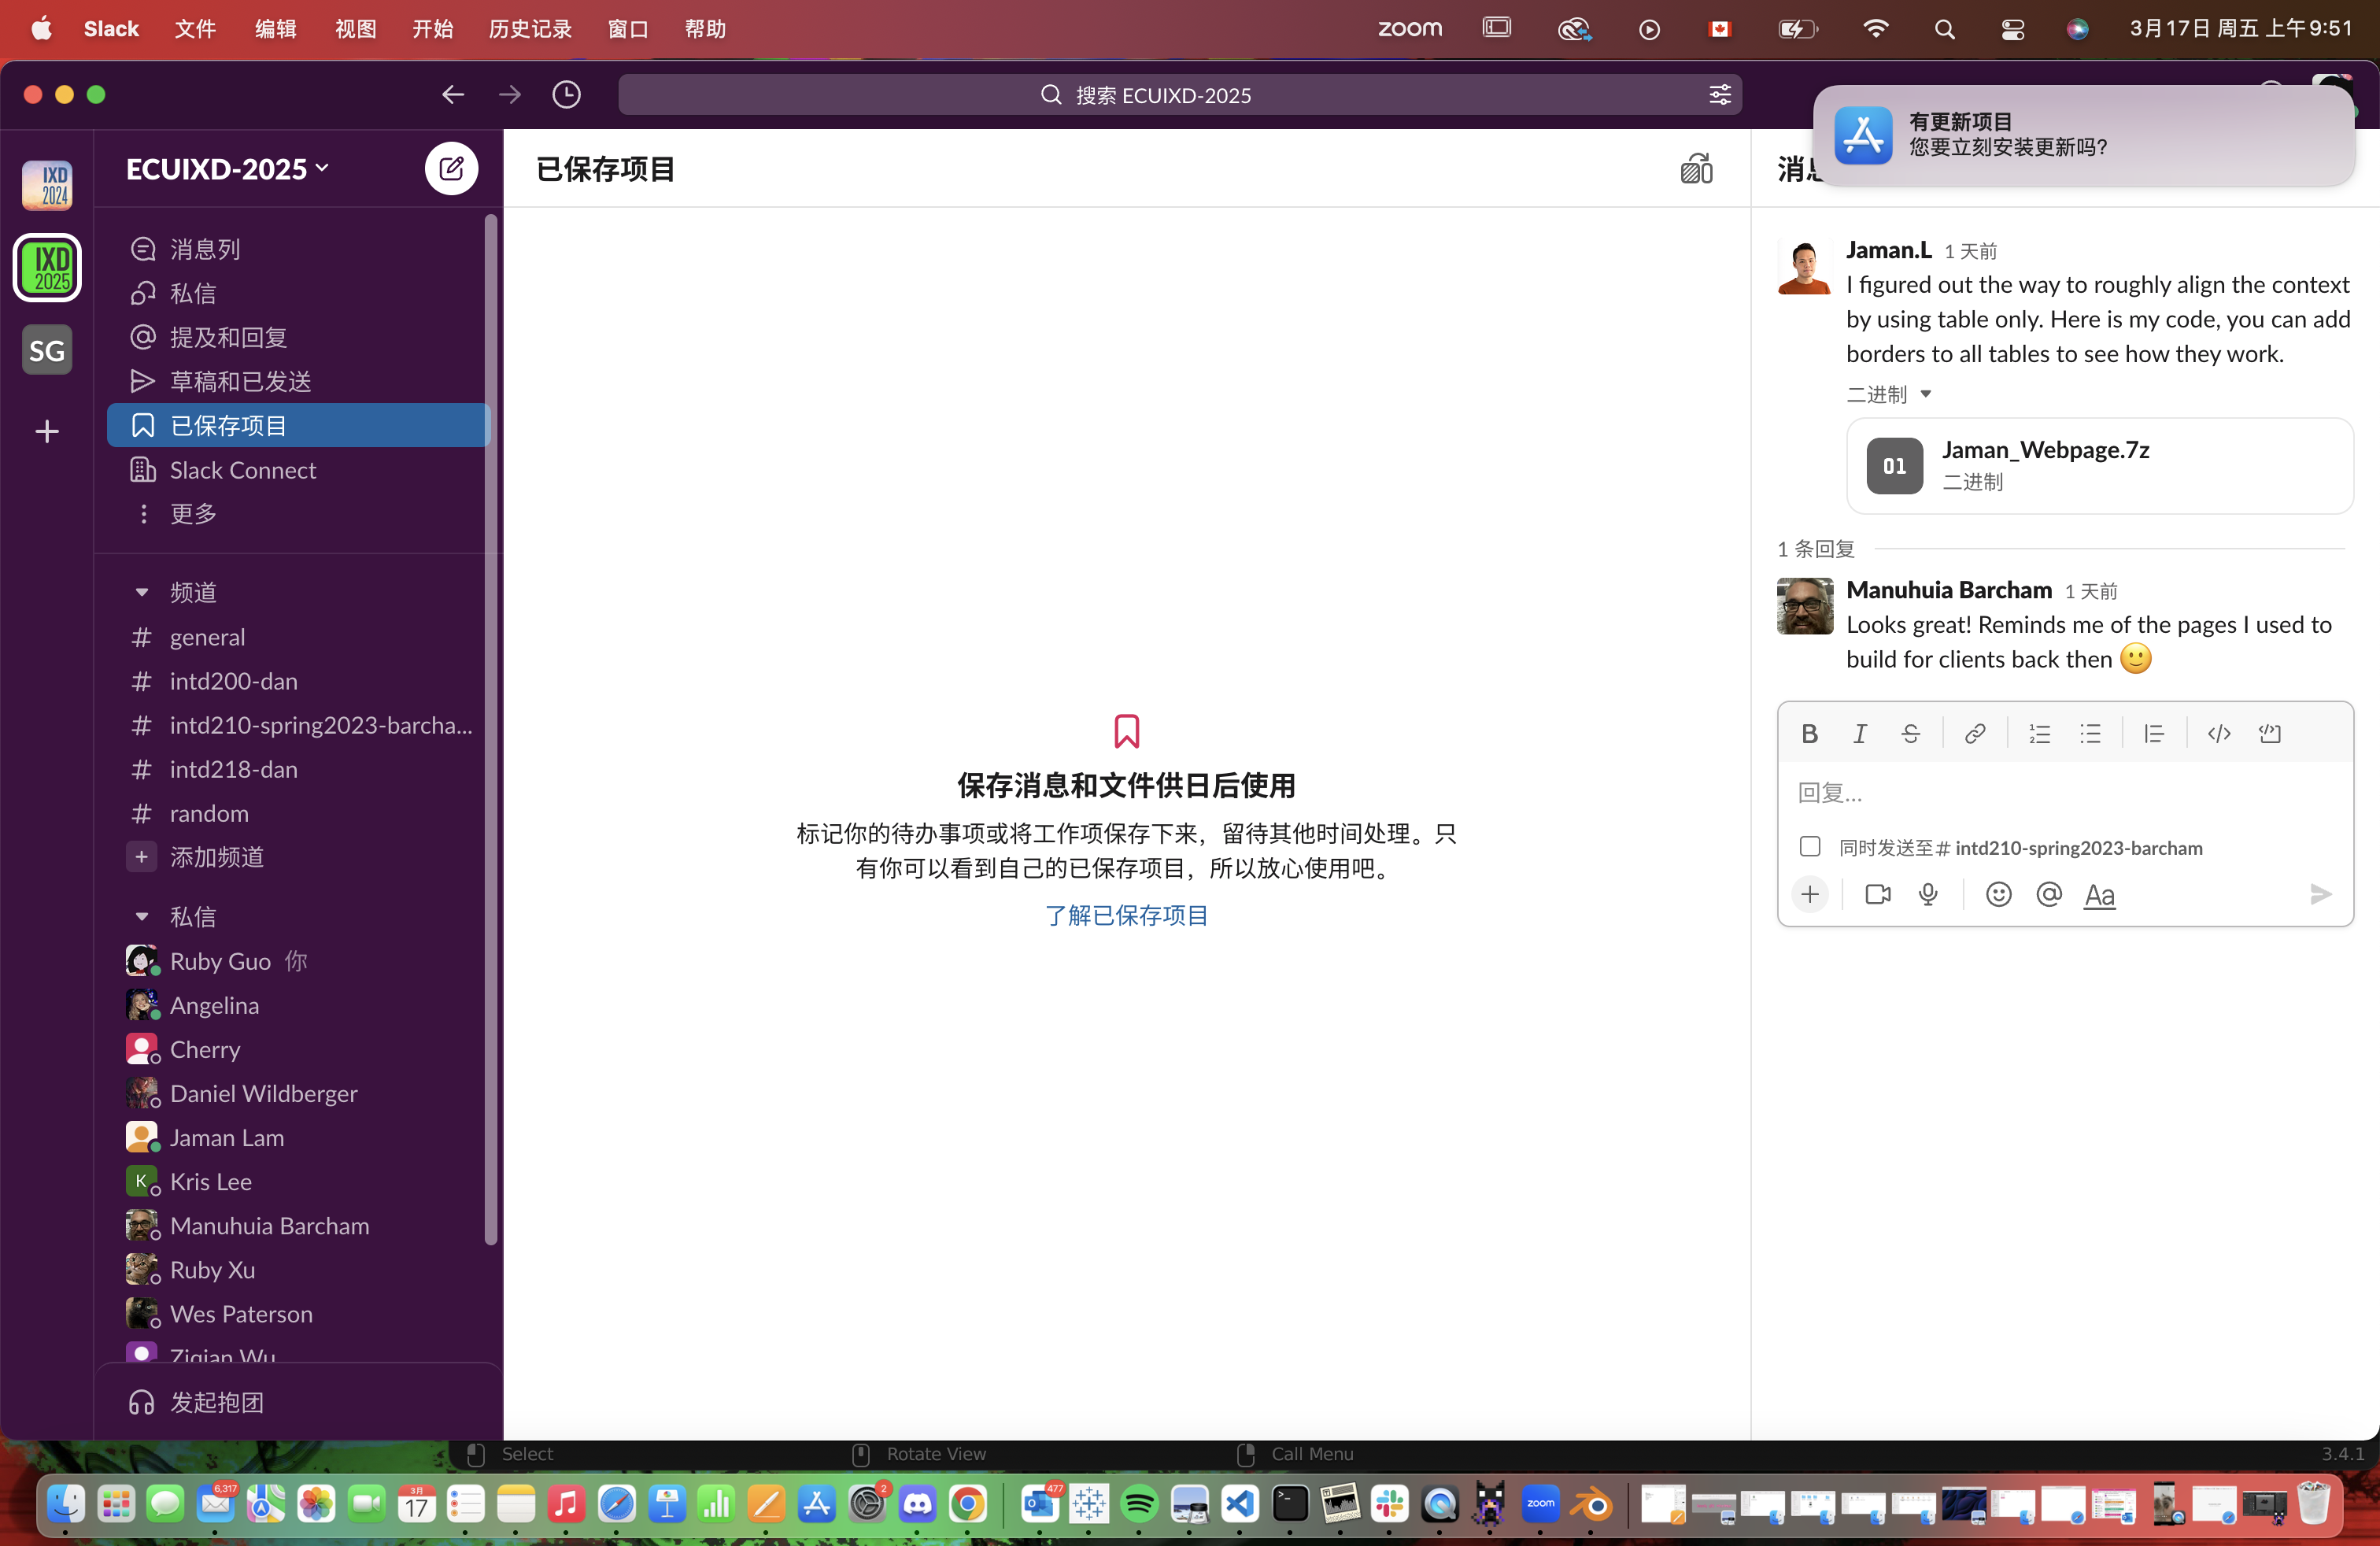 Slack 文件 编辑 视图 开始 历史记录 窗口 帮助
zoom
3月17日 周五 上午9:51
搜索 ECUIXD-2025
有更新项目
您要立刻安装更新吗?
IXD
2024
IXD
2025
SG
ECUIXD-2025
消息列
私信
提及和回复
草稿和已发送
已保存项目
Slack Connect
更多
频道
# general
# intd200-dan
# intd210-spring2023-barcha...
# intd218-dan
# random
+ 添加频道
私信
Ruby Guo 你
Angelina
Cherry
Daniel Wildberger
Jaman Lam
K Kris Lee
Manuhuia Barcham
Ruby Xu
Wes Paterson
Ziqian Wu
发起抱团
已保存项目
保存消息和文件供日后使用
标记你的待办事项或将工作项保存下来，留待其他时间处理。只
有你可以看到自己的已保存项目，所以放心使用吧。
了解已保存项目
消息
Jaman.L 1 天前
I figured out the way to roughly align the context
by using table only. Here is my code, you can add
borders to all tables to see how they work.
二进制
01
Jaman_Webpage.7z
二进制
1 条回复
Manuhuia Barcham 1 天前
Looks great! Reminds me of the pages I used to
build for clients back then
回复...
同时发送至 # intd210-spring2023-barcham
Aa
Select
Rotate View
Call Menu
3.4.1
6,317
3月
17
2
477
zoom